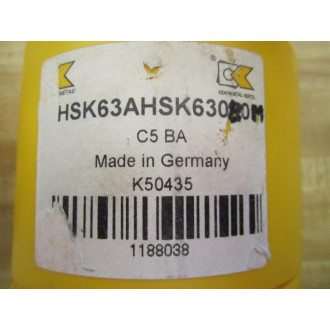 HSK63AHSK63080M
C5 BA
Made in Germany
K50435
1188038